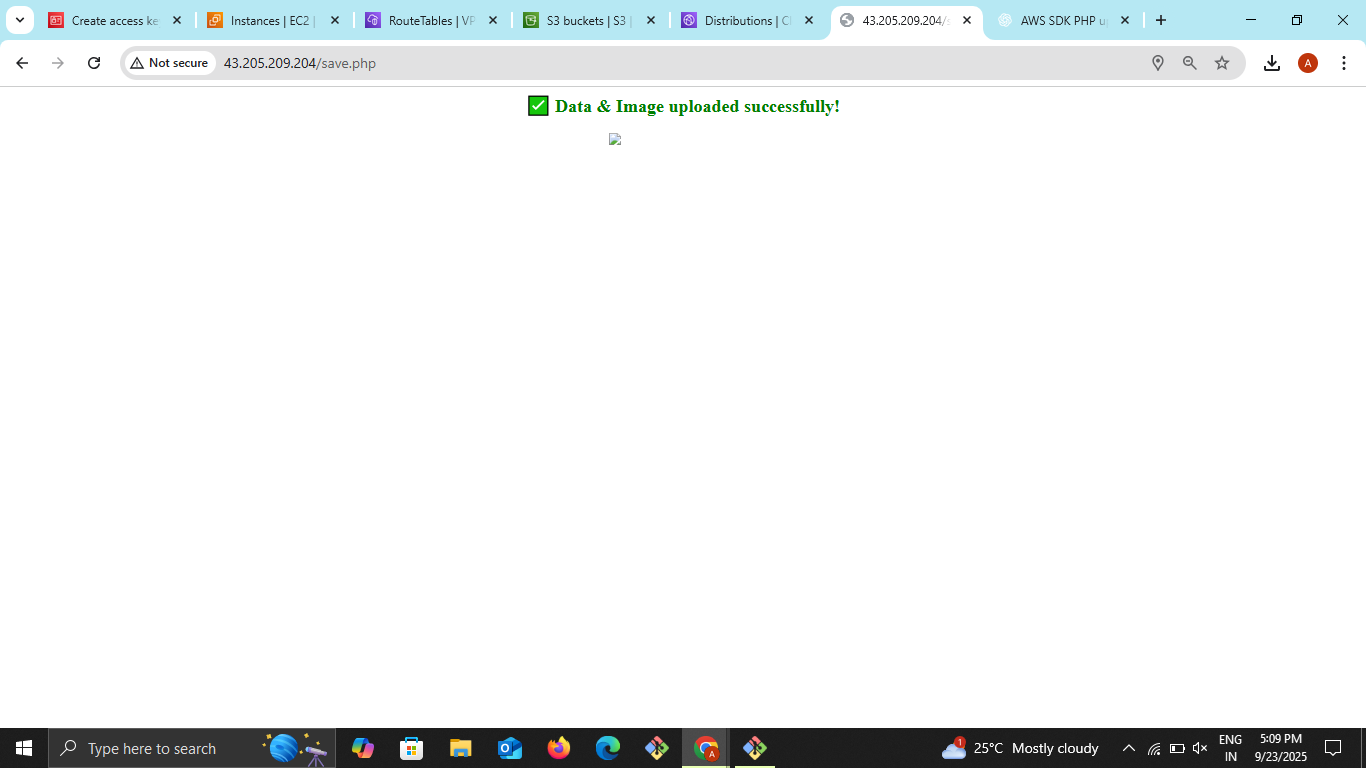 Create access ke
Instances | EC2 |
RouteTables | VP
S3 buckets | S3 |
Distributions | Cl
43.205.209.204/s
AWS SDK PHP u
Not secure
43.205.209.204/save.php
A
Data & Image uploaded successfully!
Type here to search
A
1
25°C Mostly cloudy
ENG
IN
5:09 PM
9/23/2025